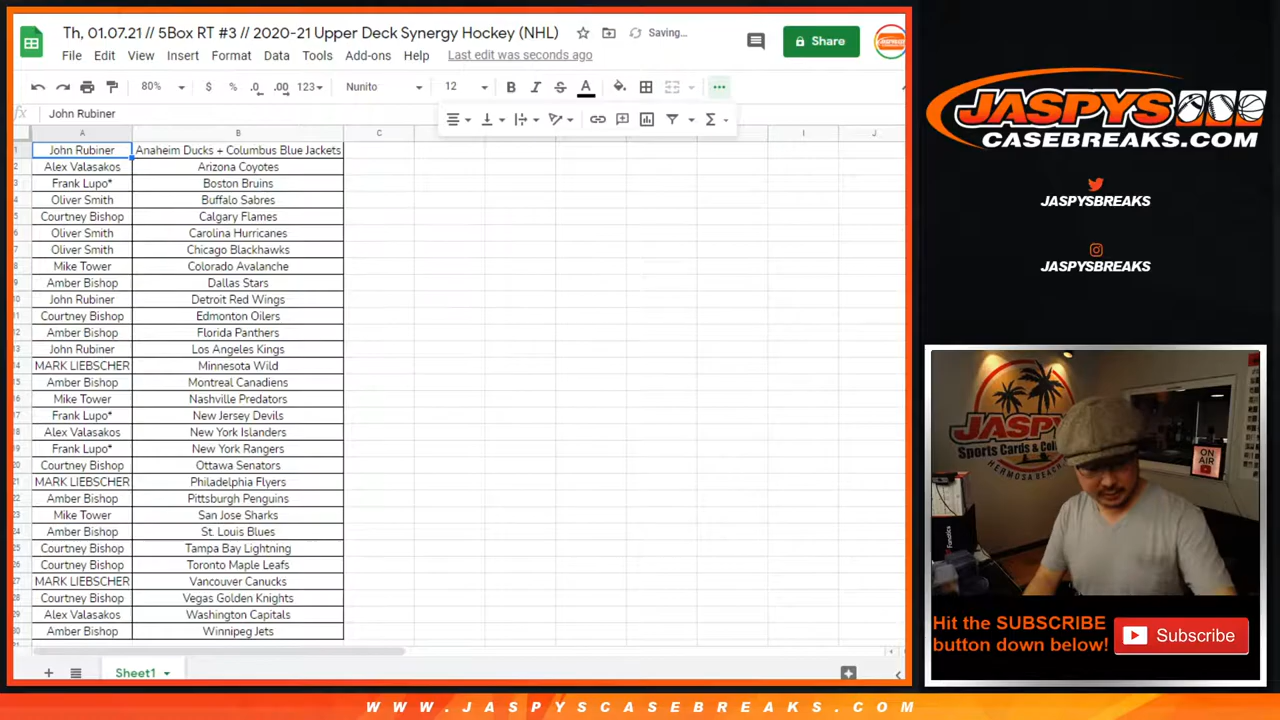 Th, 01.07.21 // 5Box RT #3 // 2020-21 Upper Deck Synergy Hockey (NHL) Saving...
File Edit View Insert Format Data Tools Add-ons Help Last edit was seconds ago
Share
80% $ % .0 .00 123 Nunito 12 B I S A
fx John Rubiner
A B C D E F G H I J
1 John Rubiner Anaheim Ducks + Columbus Blue Jackets
2 Alex Valasakos Arizona Coyotes
3 Frank Lupo* Boston Bruins
4 Oliver Smith Buffalo Sabres
5 Courtney Bishop Calgary Flames
6 Oliver Smith Carolina Hurricanes
7 Oliver Smith Chicago Blackhawks
8 Mike Tower Colorado Avalanche
9 Amber Bishop Dallas Stars
10 John Rubiner Detroit Red Wings
11 Courtney Bishop Edmonton Oilers
12 Amber Bishop Florida Panthers
13 John Rubiner Los Angeles Kings
14 MARK LIEBSCHER Minnesota Wild
15 Amber Bishop Montreal Canadiens
16 Mike Tower Nashville Predators
17 Frank Lupo* New Jersey Devils
18 Alex Valasakos New York Islanders
19 Frank Lupo* New York Rangers
20 Courtney Bishop Ottawa Senators
21 MARK LIEBSCHER Philadelphia Flyers
22 Amber Bishop Pittsburgh Penguins
23 Mike Tower San Jose Sharks
24 Amber Bishop St. Louis Blues
25 Courtney Bishop Tampa Bay Lightning
26 Courtney Bishop Toronto Maple Leafs
27 MARK LIEBSCHER Vancouver Canucks
28 Courtney Bishop Vegas Golden Knights
29 Alex Valasakos Washington Capitals
30 Amber Bishop Winnipeg Jets
Sheet1
JASPYS
CASEBREAKS.COM
JASPYSBREAKS
JASPYSBREAKS
JASPY
Sports Cards &
HERMOSA BEACH
ON
AIR
Fanatics
Hit the SUBSCRIBE
button down below!
Subscribe
WWW.JASPYSCASEBREAKS.COM